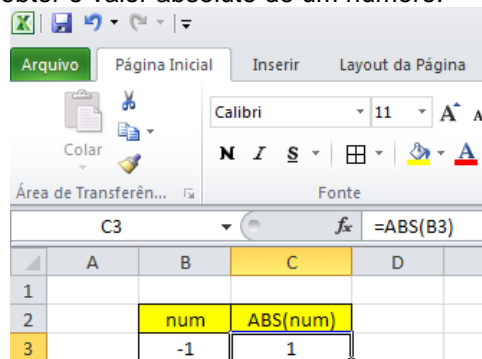 obter o valor absoluto de um número.
Arquivo Página Inicial Inserir Layout da Página
Colar
Calibri 11 A A
N I S A
Área de Transferên... Fonte
C3 fx =ABS(B3)
A B C D
1
2 num ABS(num)
3 -1 1